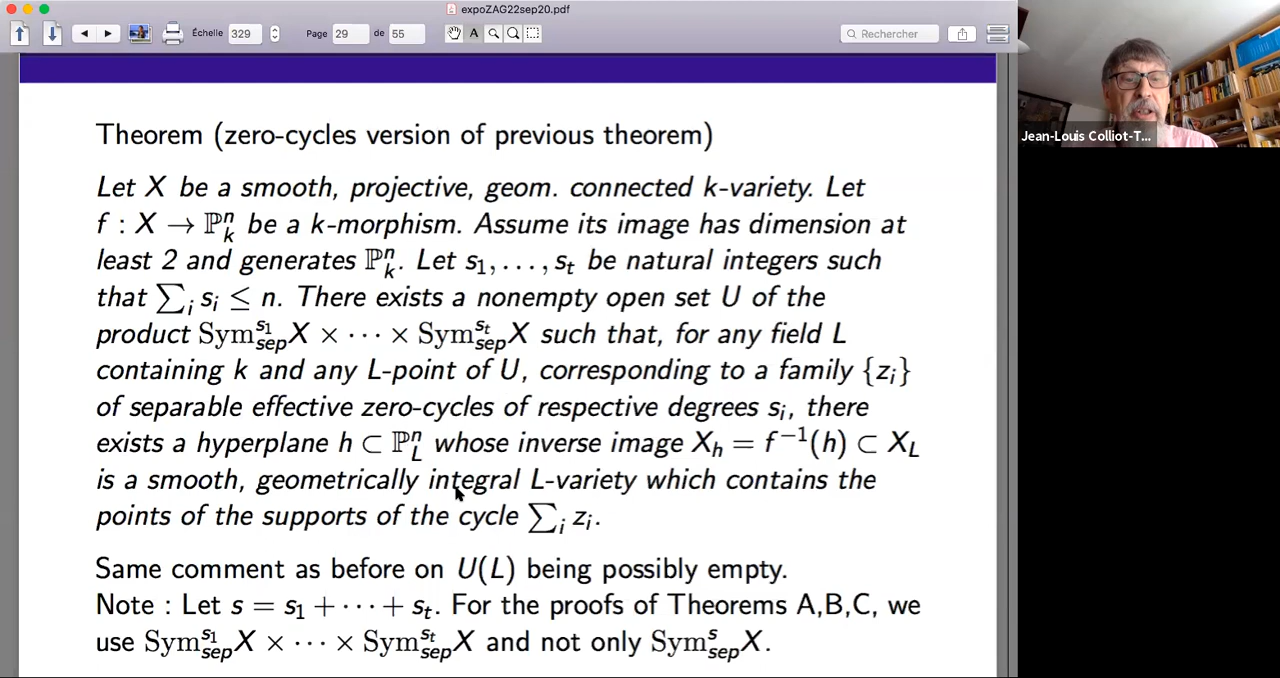 expoZAG22sep20.pdf
Échelle 329 Page 29 de 55 A Rechercher
Theorem (zero-cycles version of previous theorem)
Let X be a smooth, projective, geom. connected k-variety. Let
f : X → ℙⁿₖ be a k-morphism. Assume its image has dimension at
least 2 and generates ℙⁿₖ. Let s₁, . . . , sₜ be natural integers such
that ∑ᵢ sᵢ ≤ n. There exists a nonempty open set U of the
product Sym^{s₁}_{sep}X × ··· × Sym^{sₜ}_{sep}X such that, for any field L
containing k and any L-point of U, corresponding to a family {zᵢ}
of separable effective zero-cycles of respective degrees sᵢ, there
exists a hyperplane h ⊂ ℙⁿ_L whose inverse image X_h = f⁻¹(h) ⊂ X_L
is a smooth, geometrically integral L-variety which contains the
points of the supports of the cycle ∑ᵢ zᵢ.
Same comment as before on U(L) being possibly empty.
Note : Let s = s₁ + ··· + sₜ. For the proofs of Theorems A,B,C, we
use Sym^{s₁}_{sep}X × ··· × Sym^{sₜ}_{sep}X and not only Sym^{s}_{sep}X.
Jean-Louis Colliot-T...